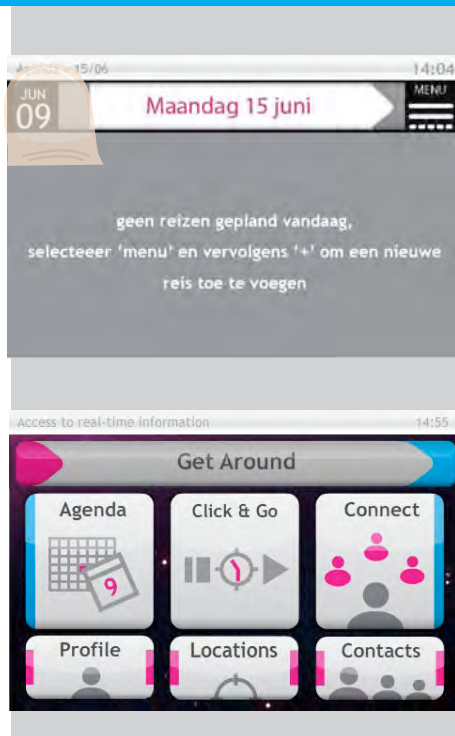 Agenda - 15/06 14:04
JUN
09
Maandag 15 juni
MENU
geen reizen gepland vandaag,
selecteeer 'menu' en vervolgens '+' om een nieuwe
reis toe te voegen
Access to real-time information 14:55
Get Around
Agenda Click & Go Connect
9
Profile Locations Contacts